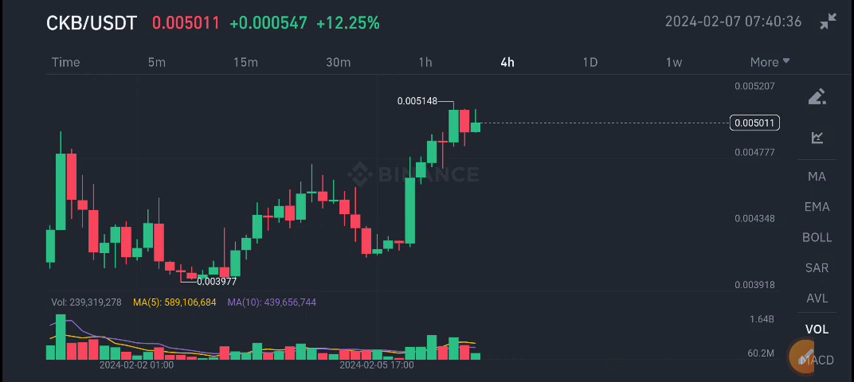 CKB/USDT 0.005011 +0.000547 +12.25% 2024-02-07 07:40:36
Time 5m 15m 30m 1h 4h 1D 1w More
0.005207
0.005148
0.005011
0.004777
MA
BINANCE
EMA
0.004348
BOLL
SAR
0.003977
0.003918
AVL
Vol: 239,319,278 MA(5): 589,106,684 MA(10): 439,656,744
1.64B
VOL
60.2M
MACD
2024-02-02 01:00 2024-02-05 17:00